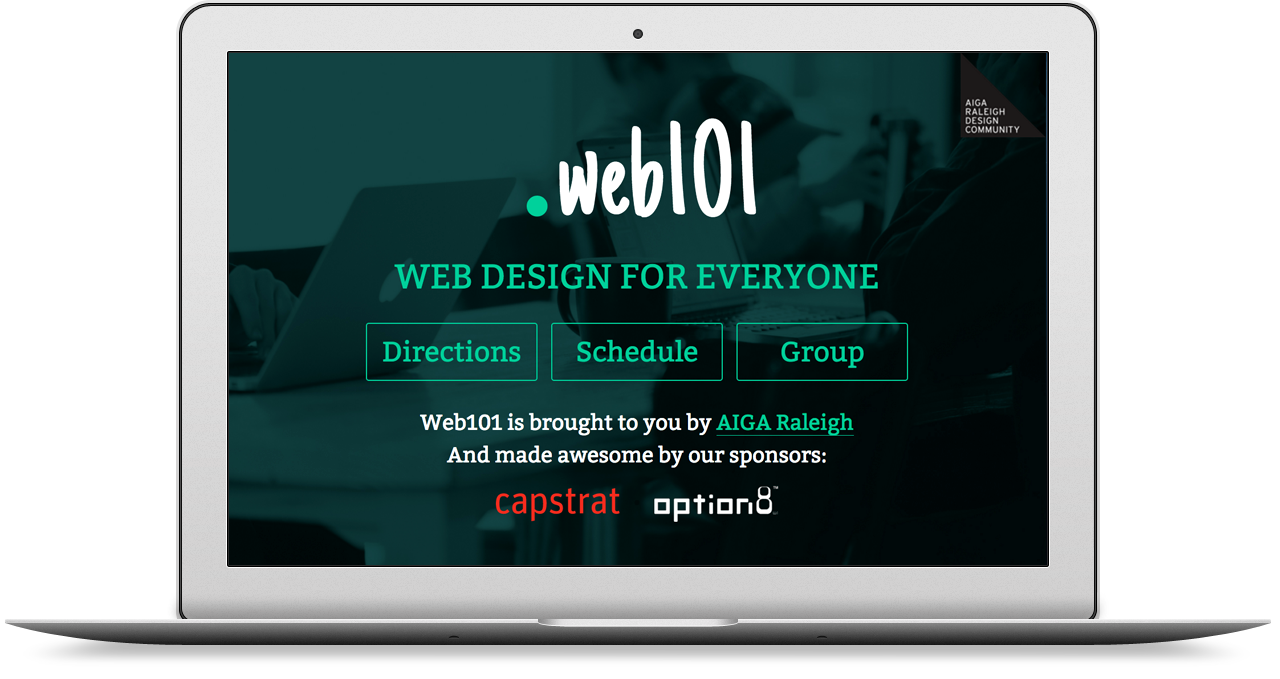 AIGA
RALEIGH
DESIGN
COMMUNITY
.web101
WEB DESIGN FOR EVERYONE
Directions Schedule Group
Web101 is brought to you by AIGA Raleigh
And made awesome by our sponsors:
capstrat option8™